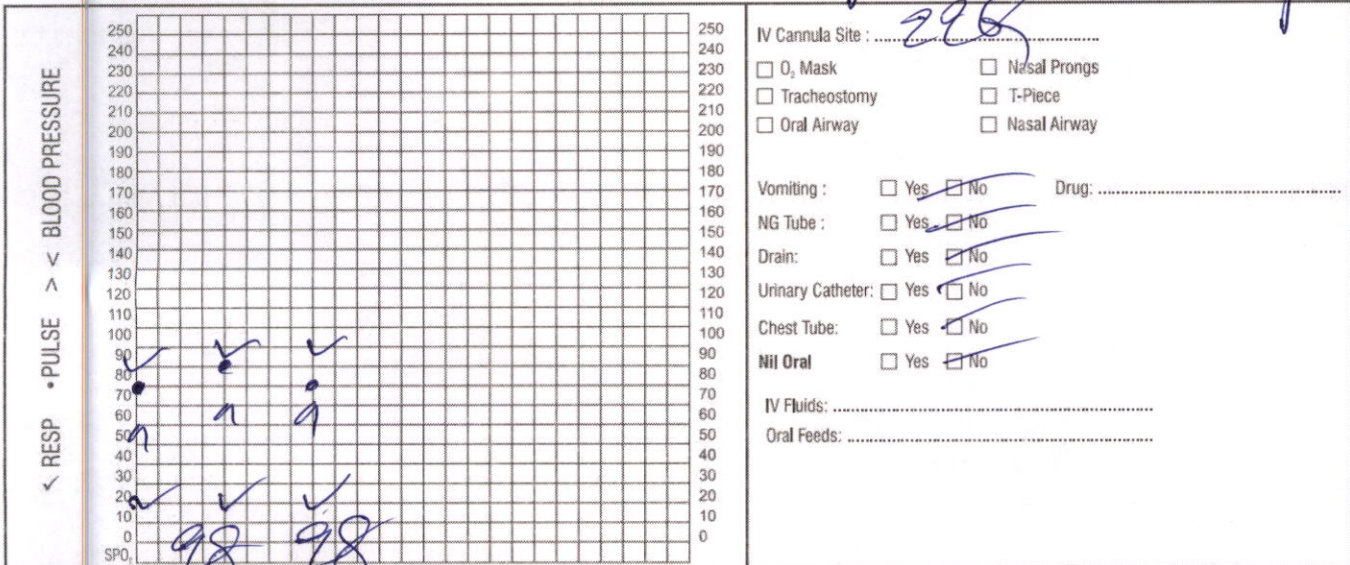 < RESP • PULSE > < BLOOD PRESSURE
250 250
240 240
230 230
220 220
210 210
200 200
190 190
180 180
170 170
160 160
150 150
140 140
130 130
120 120
110 110
100 100
90 90
80 80
70 70
60 60
50 50
40 40
30 30
20 20
10 10
0 0
SPO₂ 98 98
IV Cannula Site :
☐ O₂ Mask ☐ Nasal Prongs
☐ Tracheostomy ☐ T-Piece
☐ Oral Airway ☐ Nasal Airway
Vomiting : ☐ Yes ☐ No Drug:
NG Tube : ☐ Yes ☐ No
Drain: ☐ Yes ☐ No
Urinary Catheter: ☐ Yes ☐ No
Chest Tube: ☐ Yes ☐ No
Nil Oral ☐ Yes ☐ No
IV Fluids:
Oral Feeds: